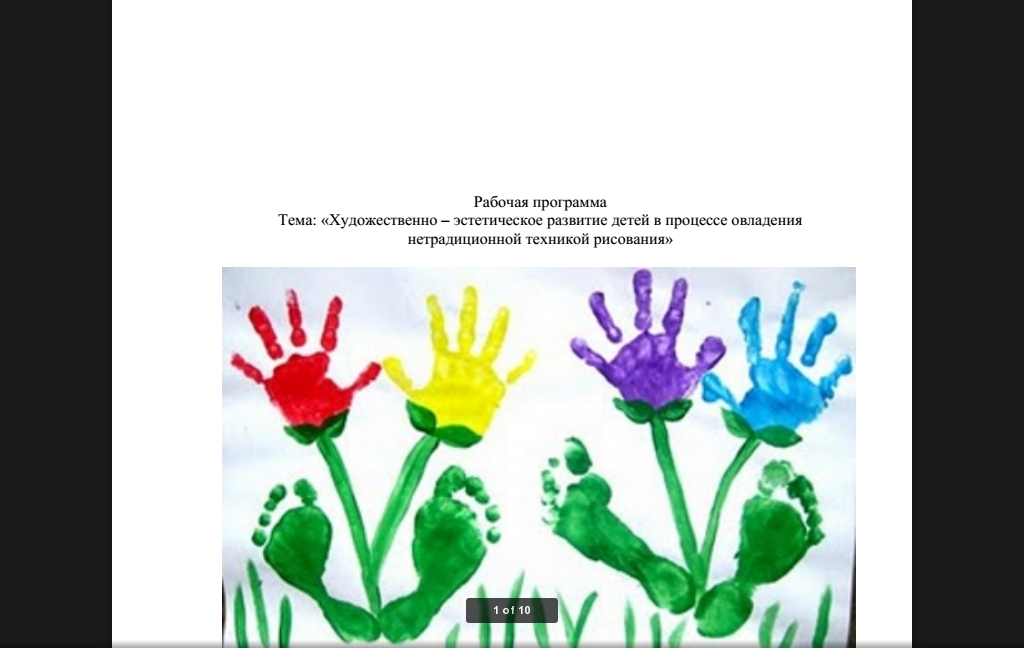 Рабочая программа
Тема: «Художественно – эстетическое развитие детей в процессе овладения
нетрадиционной техникой рисования»
1 of 10